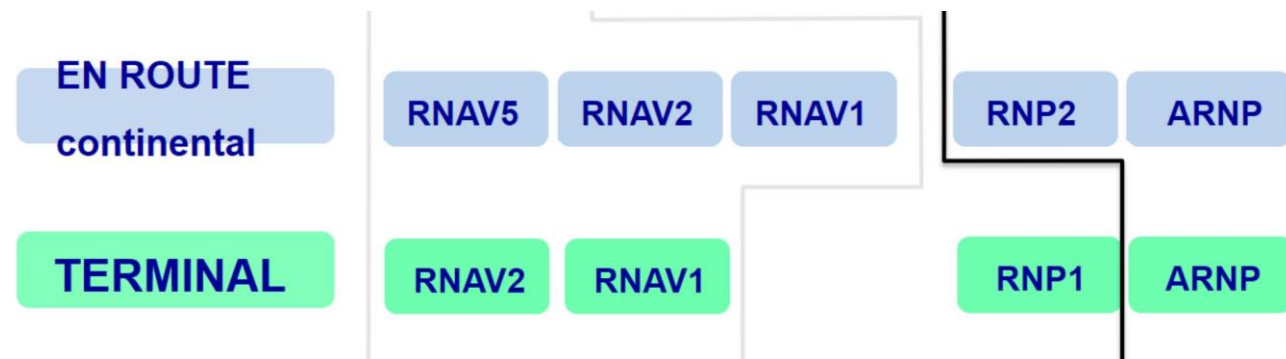 EN ROUTE
continental
RNAV5 RNAV2 RNAV1 RNP2 ARNP
TERMINAL RNAV2 RNAV1 RNP1 ARNP